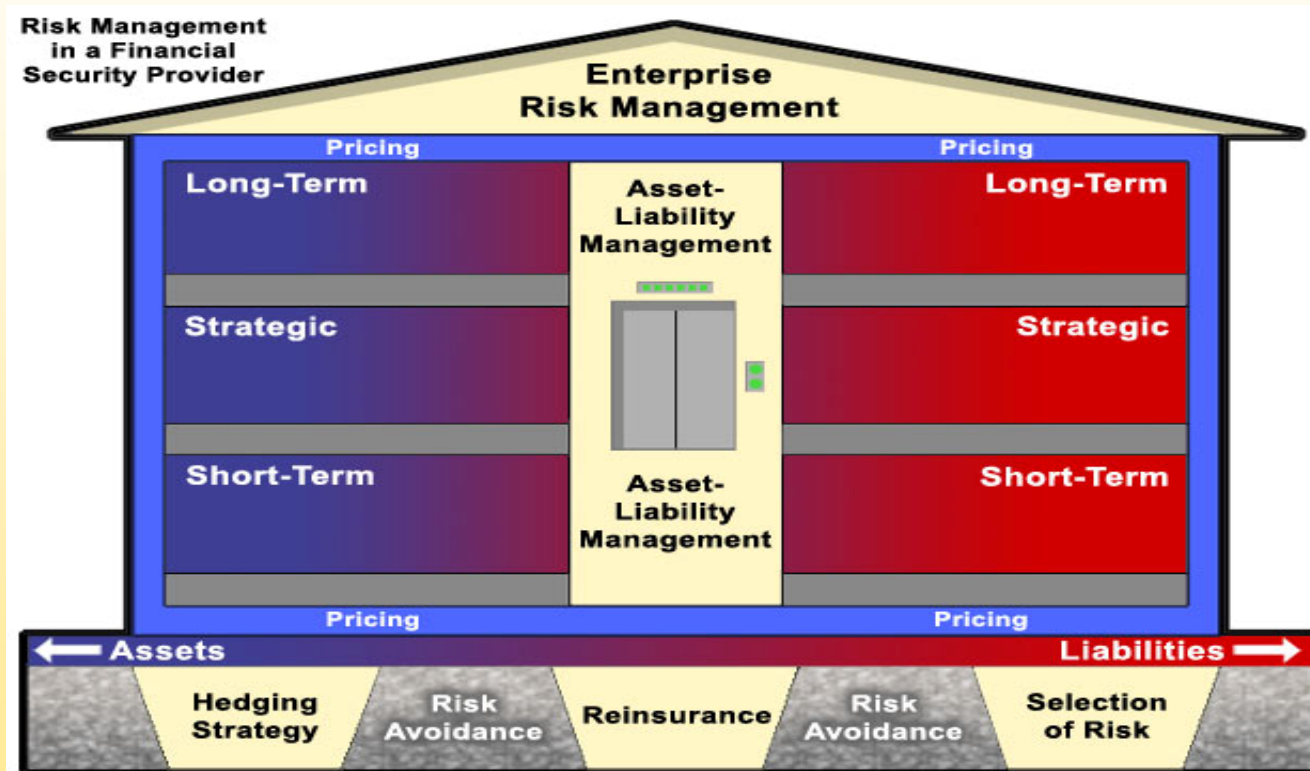 Risk Management
in a Financial
Security Provider
Enterprise
Risk Management
Pricing
Pricing
Long-Term
Asset-
Liability
Management
Long-Term
Strategic
Strategic
Short-Term
Asset-
Liability
Management
Short-Term
Pricing
Pricing
Assets
Liabilities
Hedging
Strategy
Risk
Avoidance
Reinsurance
Risk
Avoidance
Selection
of Risk